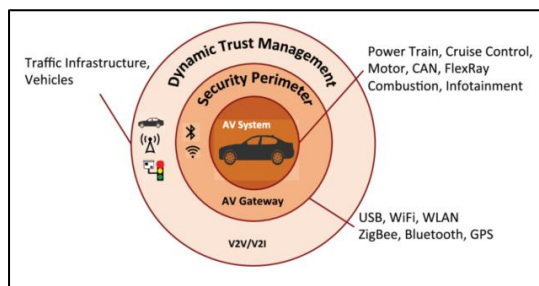 Dynamic Trust Management
Security Perimeter
AV System
AV Gateway
V2V/V2I
Traffic Infrastructure,
Vehicles
Power Train, Cruise Control,
Motor, CAN, FlexRay
Combustion, Infotainment
USB, WiFi, WLAN
ZigBee, Bluetooth, GPS